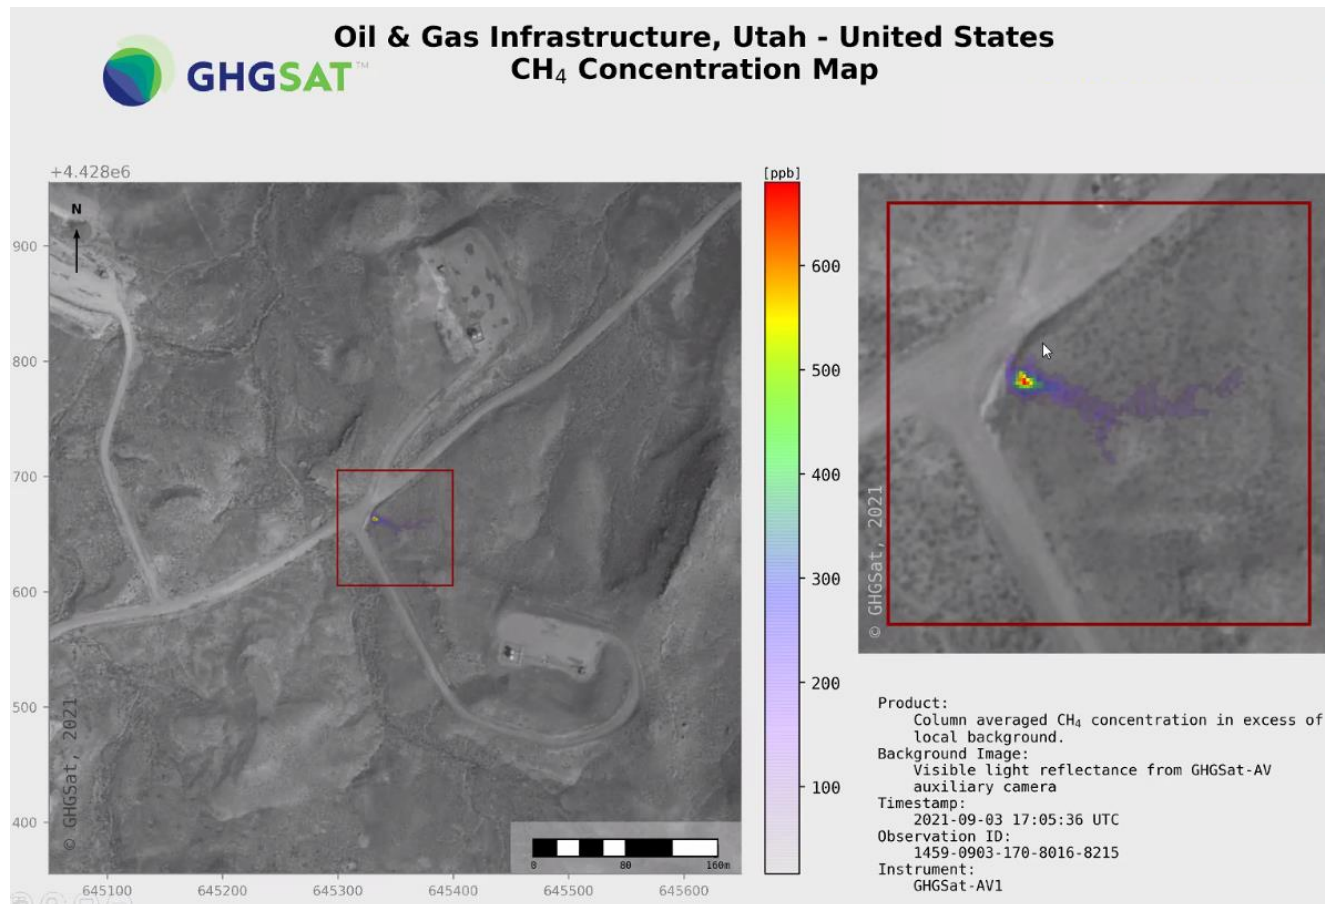 Oil & Gas Infrastructure, Utah - United States
CH₄ Concentration Map
GHGSAT™
+4.428e6
[ppb]
N
900
800
700
600
500
400
645100
645200
645300
645400
645500
645600
© GHGSat, 2021
0
80
160m
600
500
400
300
200
100
© GHGSat, 2021
Product:
Column averaged CH₄ concentration in excess of
local background.
Background Image:
Visible light reflectance from GHGSat-AV
auxiliary camera
Timestamp:
2021-09-03 17:05:36 UTC
Observation ID:
1459-0903-170-8016-8215
Instrument:
GHGSat-AV1